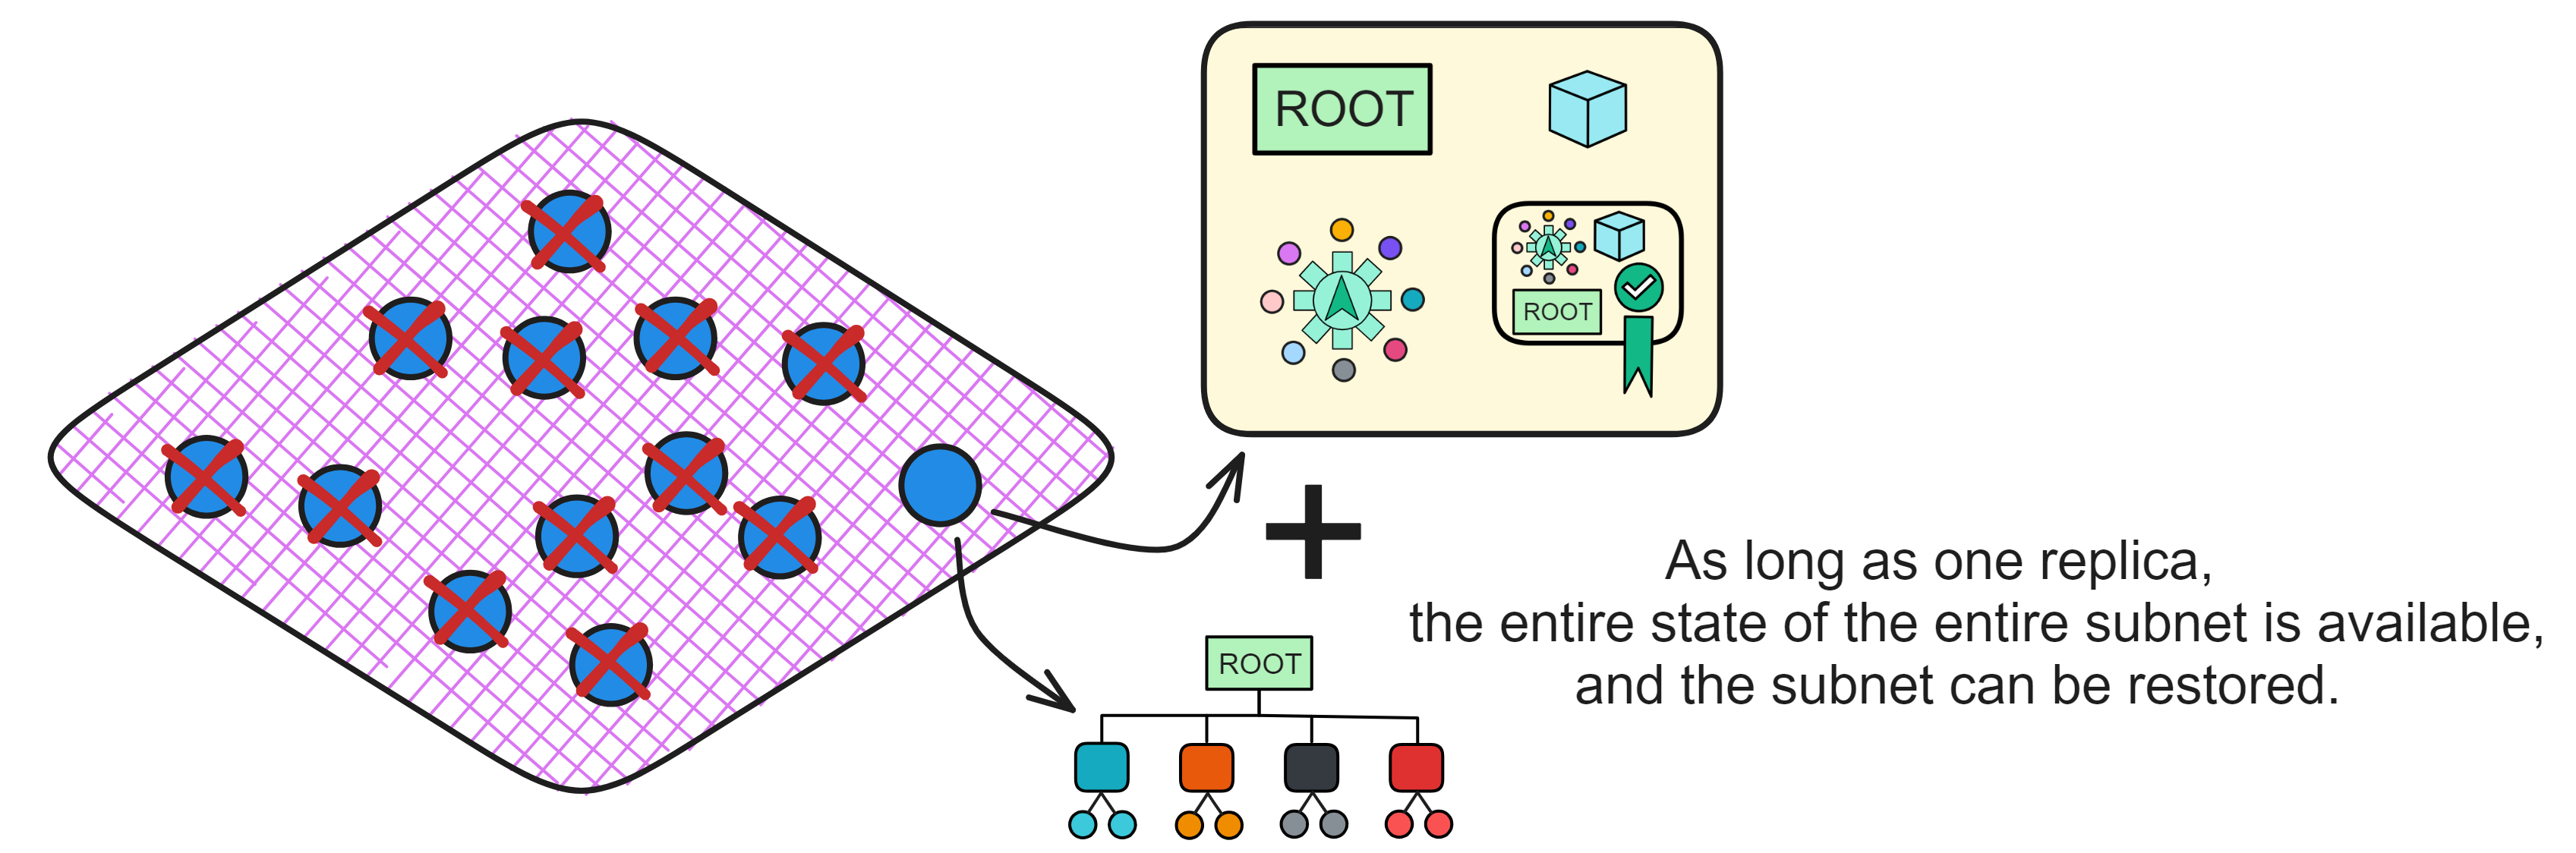 ROOT
ROOT
ROOT
As long as one replica,
the entire state of the entire subnet is available,
and the subnet can be restored.